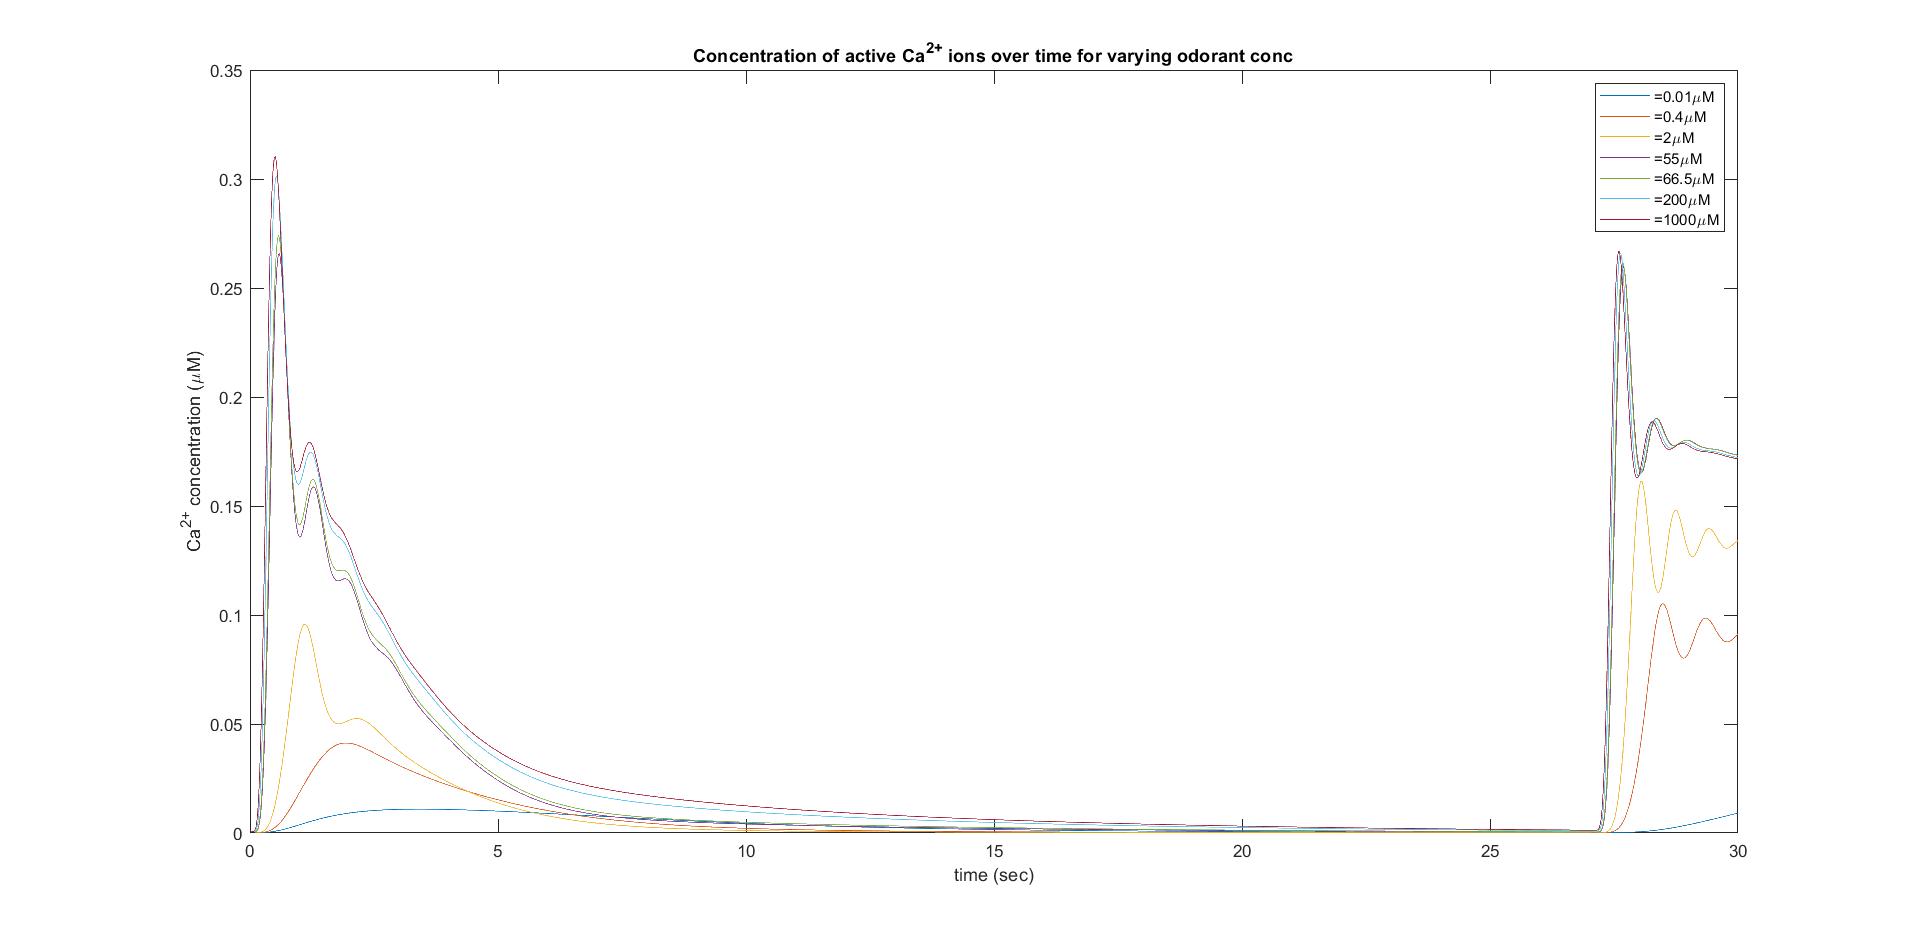 Concentration of active Ca2+ ions over time for varying odorant conc
0.35
0.3
0.25
0.2
0.15
0.1
0.05
0
Ca2+ concentration (μM)
0 5 10 15 20 25 30
time (sec)
=0.01μM
=0.4μM
=2μM
=55μM
=66.5μM
=200μM
=1000μM